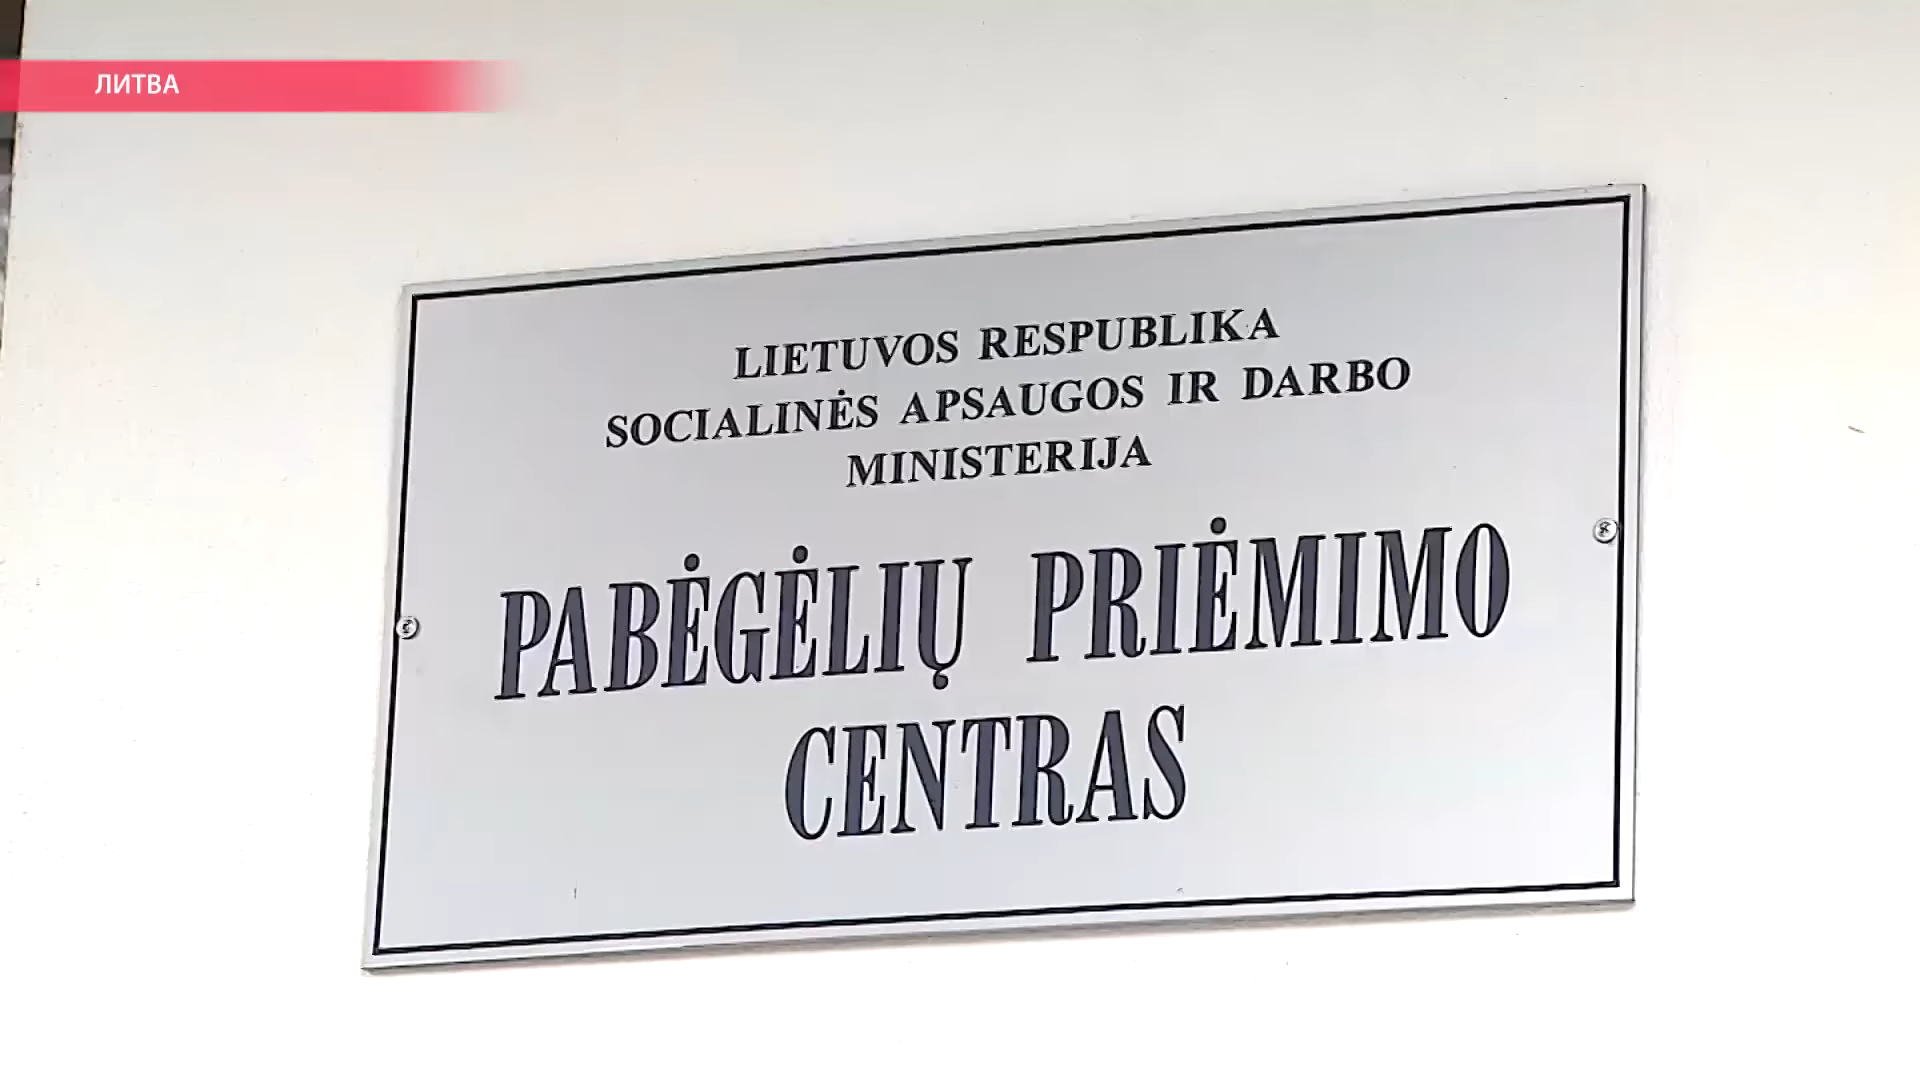 ЛИТВА
LIETUVOS RESPUBLIKA
SOCIALINĖS APSAUGOS IR DARBO
MINISTERIJA
PABĖGĖLIŲ PRIĖMIMO
CENTRAS